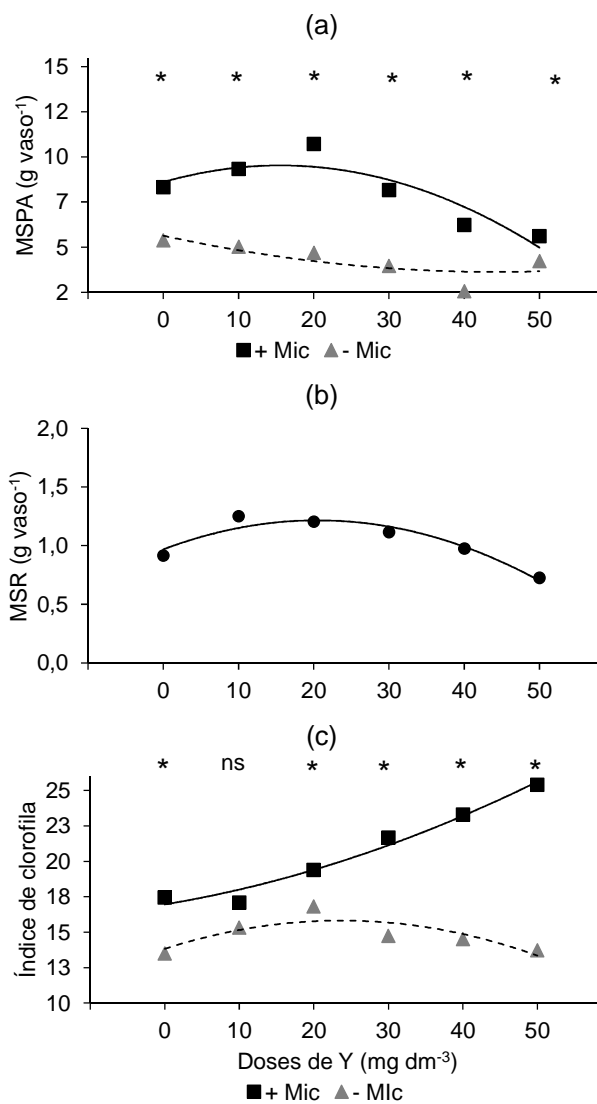 (a)
MSPA (g vaso⁻¹)
15
12
10
7
5
2
* * * * * *
0 10 20 30 40 50
+ Mic - Mic
(b)
MSR (g vaso⁻¹)
2,0
1,5
1,0
0,5
0,0
0 10 20 30 40 50
(c)
Índice de clorofila
* ns * * * *
25
23
20
18
15
13
10
0 10 20 30 40 50
Doses de Y (mg dm⁻³)
+ Mic - MIc